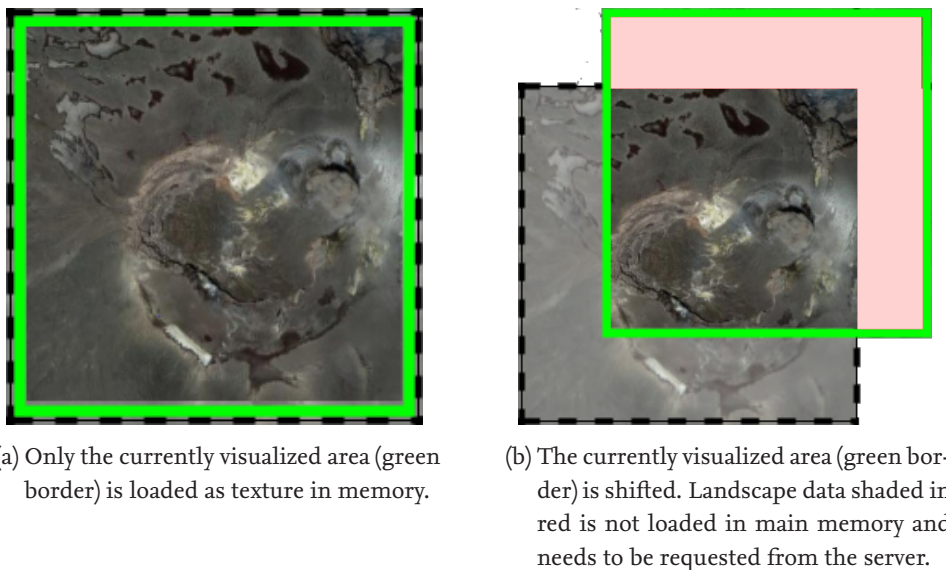 (a) Only the currently visualized area (green
border) is loaded as texture in memory.
(b) The currently visualized area (green bor-
der) is shifted. Landscape data shaded in
red is not loaded in main memory and
needs to be requested from the server.